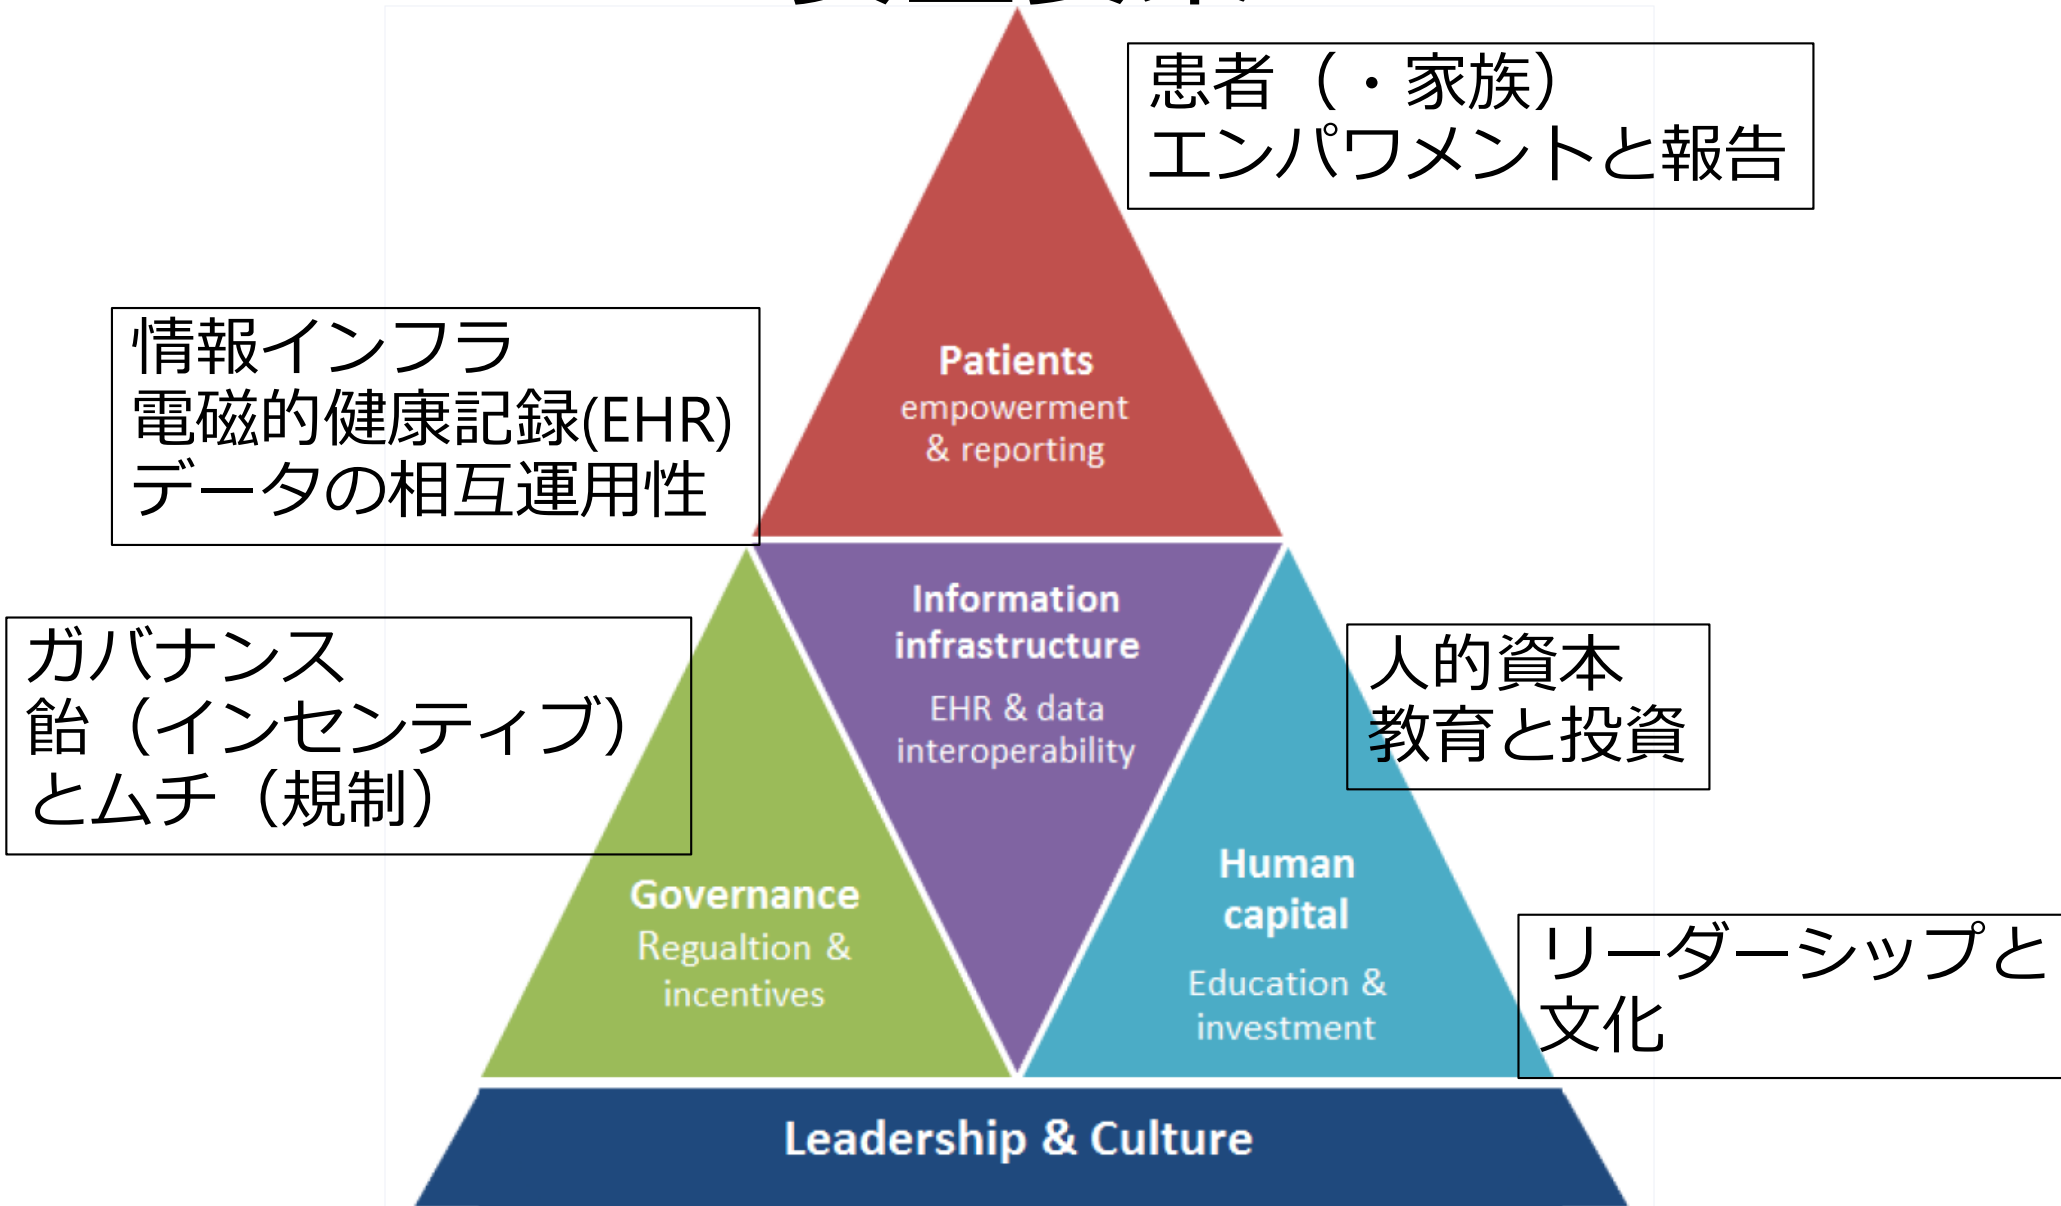 患者（・家族）
エンパワメントと報告
情報インフラ
電磁的健康記録(EHR)
データの相互運用性
Patients
empowerment
& reporting
ガバナンス
飴（インセンティブ）
とムチ（規制）
Information
infrastructure
EHR & data
interoperability
人的資本
教育と投資
Governance
Regualtion &
incentives
Human
capital
Education &
investment
リーダーシップと
文化
Leadership & Culture